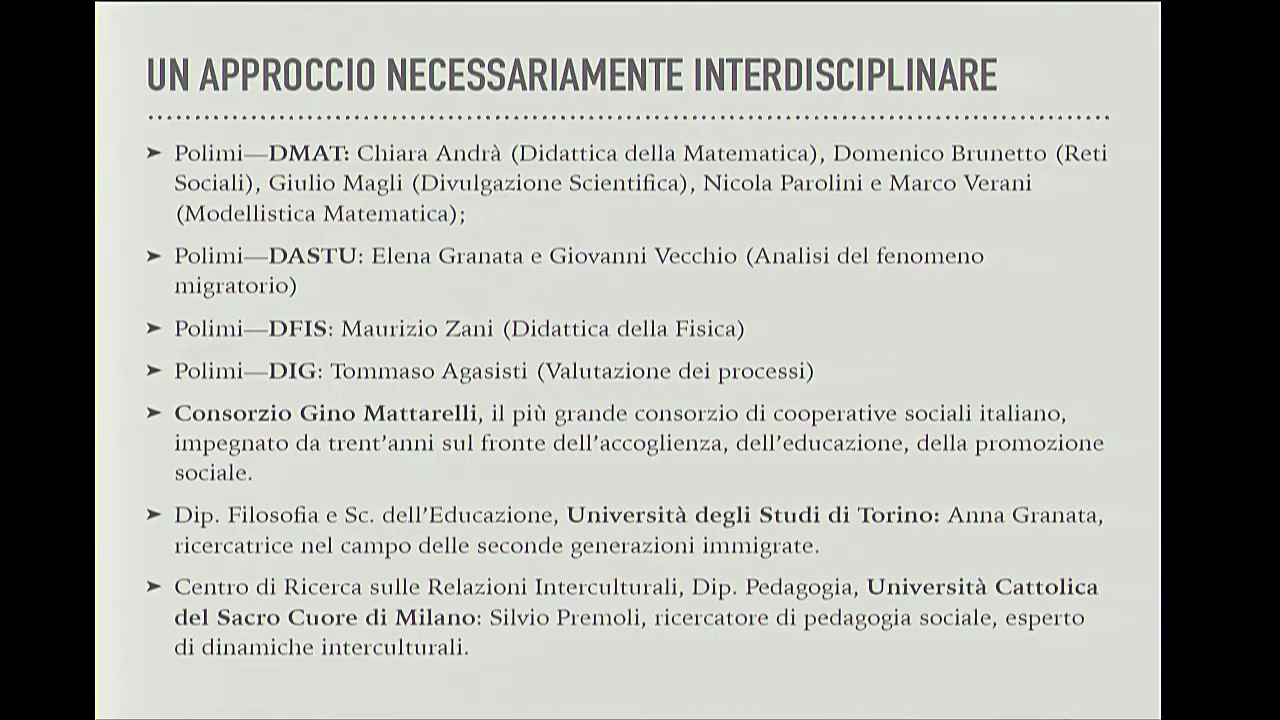 UN APPROCCIO NECESSARIAMENTE INTERDISCIPLINARE
➤ Polimi—DMAT: Chiara Andrà (Didattica della Matematica), Domenico Brunetto (Reti
Sociali), Giulio Magli (Divulgazione Scientifica), Nicola Parolini e Marco Verani
(Modellistica Matematica);
➤ Polimi—DASTU: Elena Granata e Giovanni Vecchio (Analisi del fenomeno
migratorio)
➤ Polimi—DFIS: Maurizio Zani (Didattica della Fisica)
➤ Polimi—DIG: Tommaso Agasisti (Valutazione dei processi)
➤ Consorzio Gino Mattarelli, il più grande consorzio di cooperative sociali italiano,
impegnato da trent'anni sul fronte dell'accoglienza, dell'educazione, della promozione
sociale.
➤ Dip. Filosofia e Sc. dell'Educazione, Università degli Studi di Torino: Anna Granata,
ricercatrice nel campo delle seconde generazioni immigrate.
➤ Centro di Ricerca sulle Relazioni Interculturali, Dip. Pedagogia, Università Cattolica
del Sacro Cuore di Milano: Silvio Premoli, ricercatore di pedagogia sociale, esperto
di dinamiche interculturali.